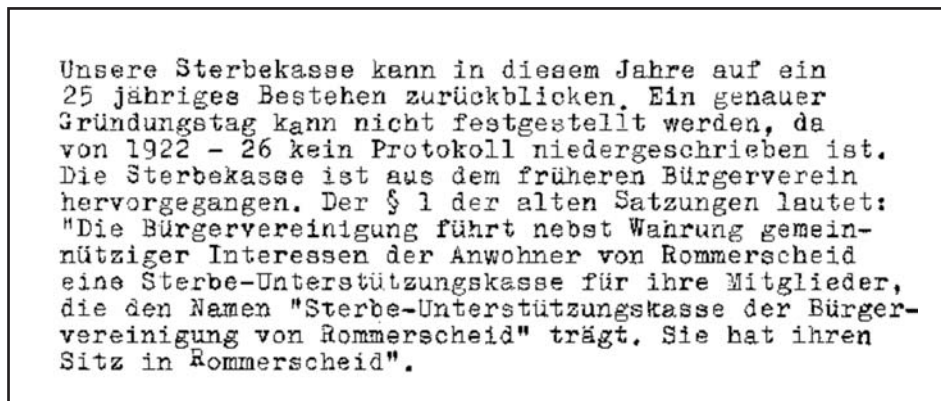 Unsere Sterbekasse kann in diesem Jahre auf ein
25 jähriges Bestehen zurückblicken. Ein genauer
Gründungstag kann nicht festgestellt werden, da
von 1922 - 26 kein Protokoll niedergeschrieben ist.
Die Sterbekasse ist aus dem früheren Bürgerverein
hervorgegangen. Der § 1 der alten Satzungen lautet:
"Die Bürgervereinigung führt nebst Wahrung gemein-
nütziger Interessen der Anwohner von Rommerscheid
eine Sterbe-Unterstützungskasse für ihre Mitglieder,
die den Namen "Sterbe-Unterstützungskasse der Bürger-
vereinigung von Rommerscheid" trägt. Sie hat ihren
Sitz in Rommerscheid".